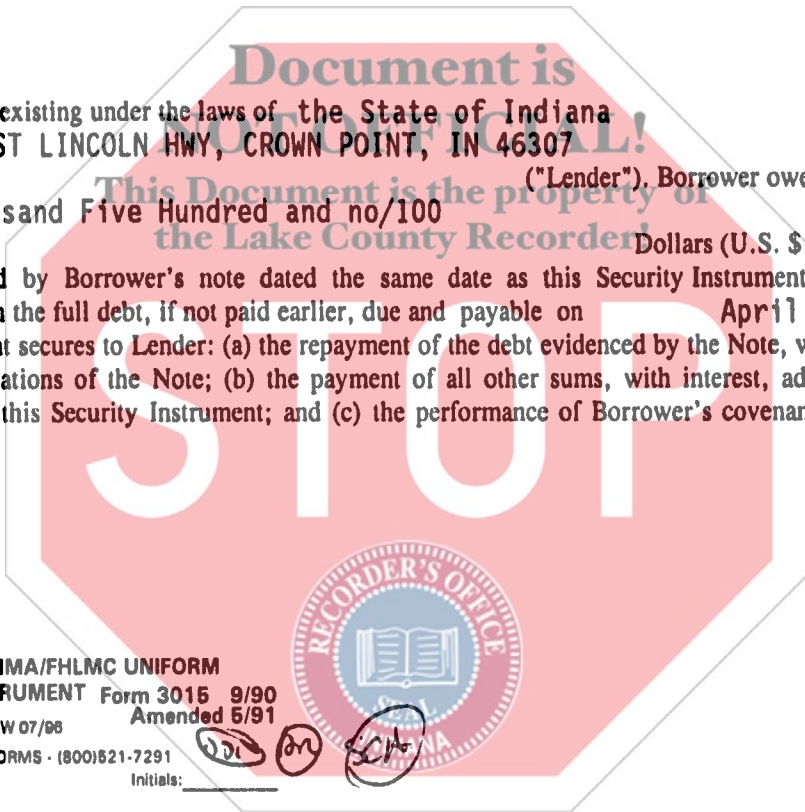 Document is
existing under the laws of the State of Indiana
NOT OFFICIAL!
ST LINCOLN HWY, CROWN POINT, IN 46307
("Lender"). Borrower owe
This Document is the property of
sand Five Hundred and no/100
the Lake County Recorder!
Dollars (U.S. $
d by Borrower's note dated the same date as this Security Instrument
the full debt, if not paid earlier, due and payable on April
t secures to Lender: (a) the repayment of the debt evidenced by the Note, w
ations of the Note; (b) the payment of all other sums, with interest, ad
this Security Instrument; and (c) the performance of Borrower's covenan
STOP
RECORDER'S OFFICE
SEAL
INDIANA
MA/FHLMC UNIFORM
RUMENT Form 3015 9/90
Amended 5/91
W 07/96
ORMS - (800)521-7291
Initials: